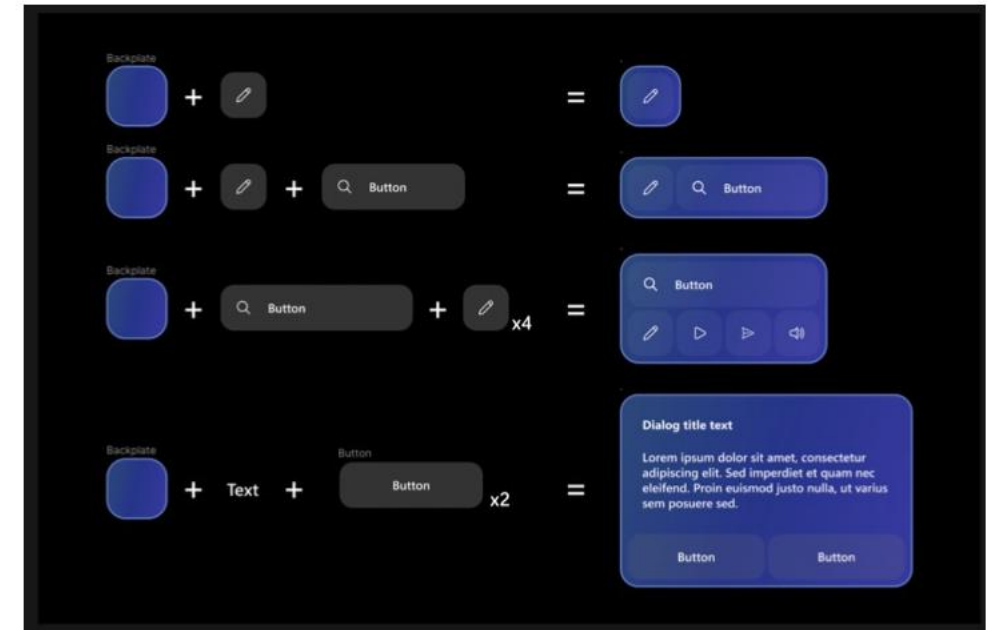 Backplate
+ =
Backplate
+ + Button = Button
Backplate
+ Button + x4 = Button
Dialog title text
Lorem ipsum dolor sit amet, consectetur
adipiscing elit. Sed imperdiet et quam nec
eleifend. Proin euismod justo nulla, ut varius
sem posuere sed.
Backplate Button
+ Text + Button x2 =
Button Button